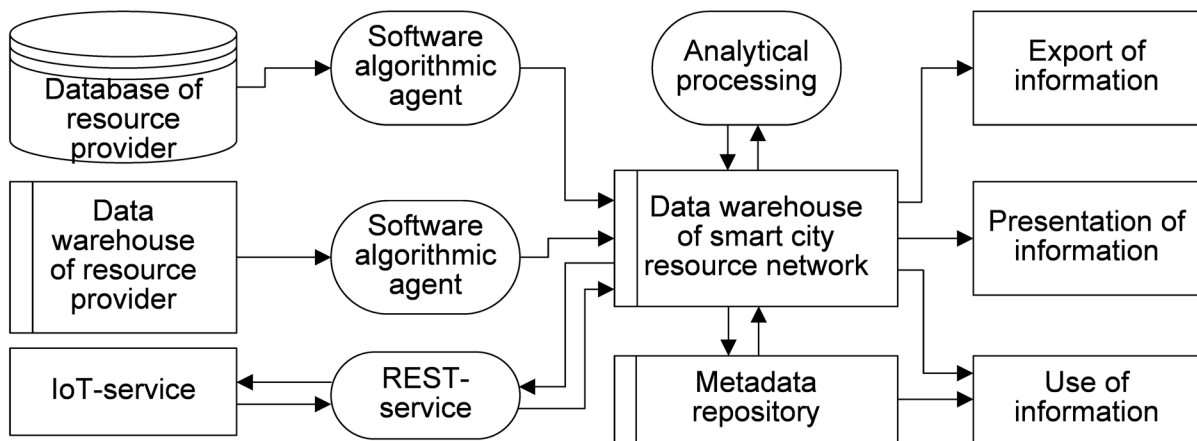 Database of
resource
provider
Software
algorithmic
agent
Analytical
processing
Export of
information
Data
warehouse
of resource
provider
Software
algorithmic
agent
Data warehouse
of smart city
resource network
Presentation of
information
IoT-service
REST-
service
Metadata
repository
Use of
information